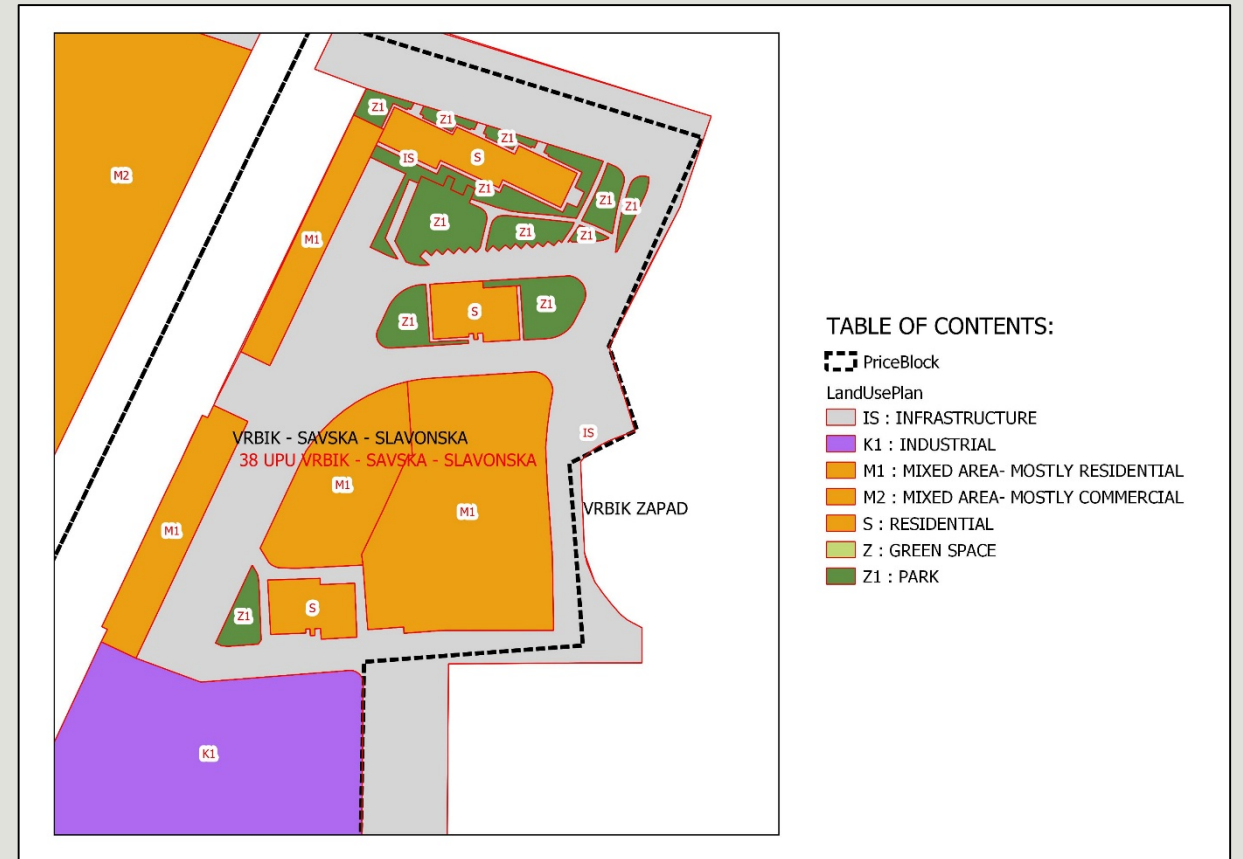 Z1
Z1
Z1
IS
S
M2
Z1
Z1
Z1
Z1
Z1
Z1
M1
Z1
S
Z1
IS
VRBIK - SAVSKA - SLAVONSKA
38 UPU VRBIK - SAVSKA - SLAVONSKA
M1
M1
VRBIK ZAPAD
M1
Z1
S
K1
TABLE OF CONTENTS:
PriceBlock
LandUsePlan
IS : INFRASTRUCTURE
K1 : INDUSTRIAL
M1 : MIXED AREA- MOSTLY RESIDENTIAL
M2 : MIXED AREA- MOSTLY COMMERCIAL
S : RESIDENTIAL
Z : GREEN SPACE
Z1 : PARK